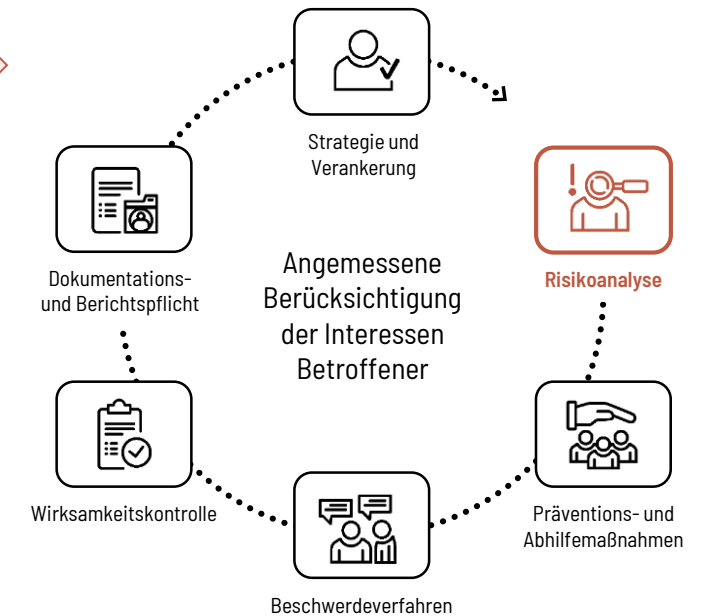 Strategie und
Verankerung
Risikoanalyse
Dokumentations-
und Berichtspflicht
Angemessene
Berücksichtigung
der Interessen
Betroffener
Präventions- und
Abhilfemaßnahmen
Wirksamkeitskontrolle
Beschwerdeverfahren